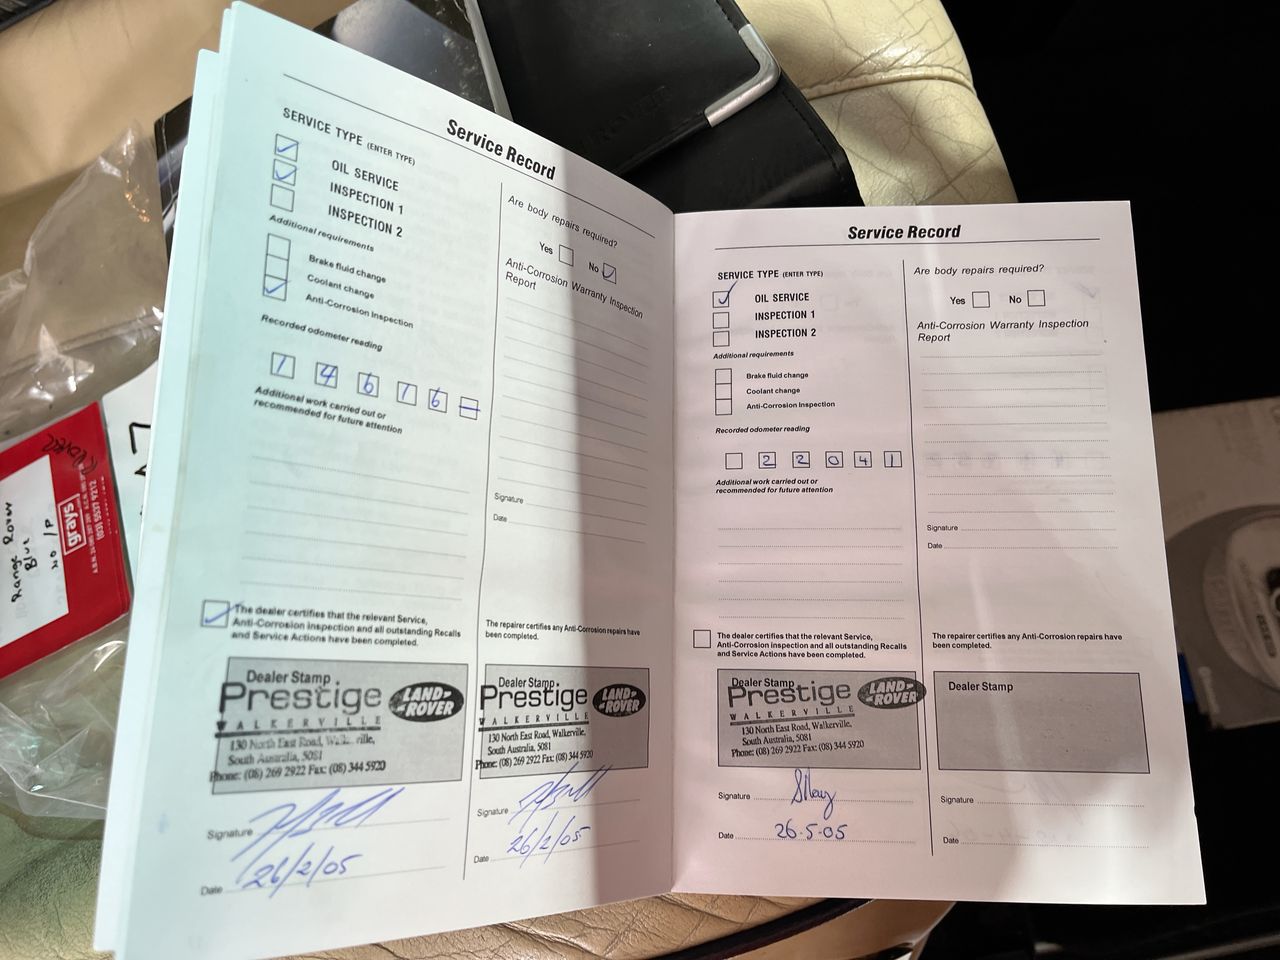 Service Record
SERVICE TYPE (ENTER TYPE)
OIL SERVICE
INSPECTION 1
INSPECTION 2
Additional requirements
Brake fluid change
Coolant change
Anti-Corrosion Inspection
Recorded odometer reading
1 4 6 1 6 –
Additional work carried out or
recommended for future attention
The dealer certifies that the relevant Service,
Anti-Corrosion inspection and all outstanding Recalls
and Service Actions have been completed.
Dealer Stamp
Prestige LAND-ROVER
WALKERVILLE
130 North East Road, Walkerville,
South Australia, 5081
Phone: (08) 269 2922 Fax: (08) 344 5920
Signature
Date 26/2/05
Are body repairs required?
Yes No
Anti-Corrosion Warranty Inspection
Report
Signature
Date
The repairer certifies any Anti-Corrosion repairs have
been completed.
Dealer Stamp
Prestige LAND-ROVER
WALKERVILLE
130 North East Road, Walkerville,
South Australia, 5081
Phone: (08) 269 2922 Fax: (08) 344 5920
Signature
Date 26/2/05
Service Record
SERVICE TYPE (ENTER TYPE)
OIL SERVICE
INSPECTION 1
INSPECTION 2
Additional requirements
Brake fluid change
Coolant change
Anti-Corrosion Inspection
Recorded odometer reading
2 2 0 4 1
Additional work carried out or
recommended for future attention
The dealer certifies that the relevant Service,
Anti-Corrosion inspection and all outstanding Recalls
and Service Actions have been completed.
Dealer Stamp
Prestige LAND-ROVER
WALKERVILLE
130 North East Road, Walkerville,
South Australia, 5081
Phone: (08) 269 2922 Fax: (08) 344 5920
Signature
Date 26-5-05
Are body repairs required?
Yes No
Anti-Corrosion Warranty Inspection
Report
Signature
Date
The repairer certifies any Anti-Corrosion repairs have
been completed.
Dealer Stamp
Signature
Date
Range Rover
Blue
NO /P
grays